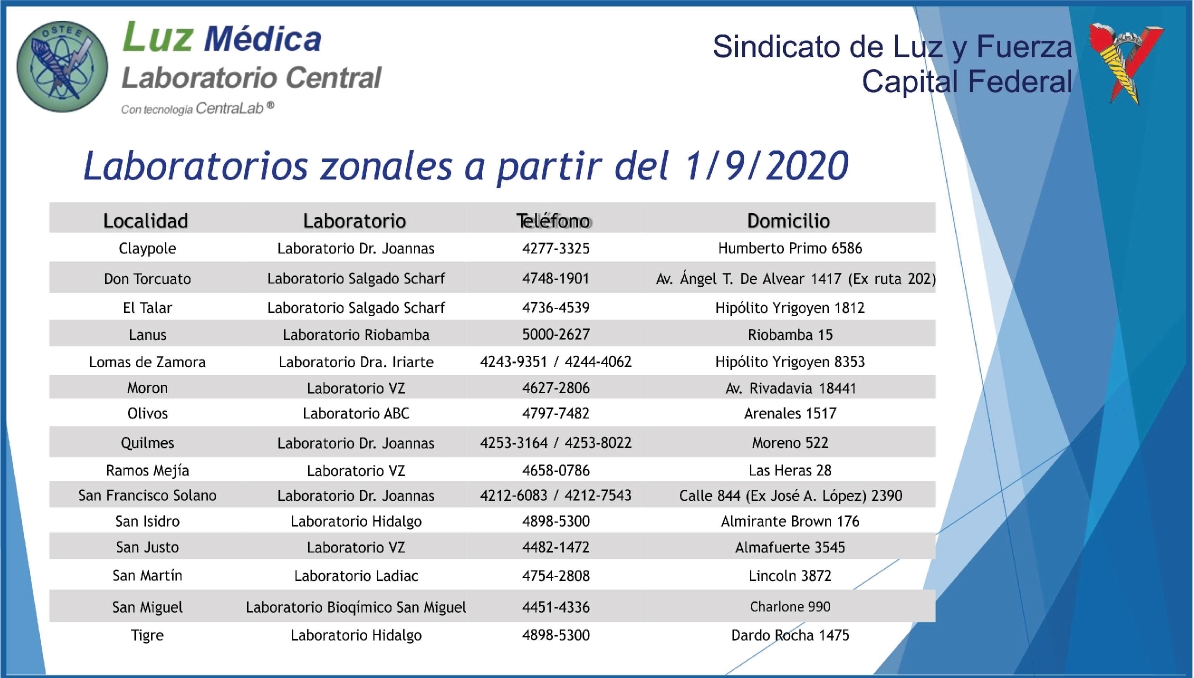 OSTEE
Luz Médica
Laboratorio Central
Con tecnología CentraLab ®
Sindicato de Luz y Fuerza
Capital Federal
Laboratorios zonales a partir del 1/9/2020
Localidad Laboratorio Teléfono Domicilio
Claypole Laboratorio Dr. Joannas 4277-3325 Humberto Primo 6586
Don Torcuato Laboratorio Salgado Scharf 4748-1901 Av. Ángel T. De Alvear 1417 (Ex ruta 202)
El Talar Laboratorio Salgado Scharf 4736-4539 Hipólito Yrigoyen 1812
Lanus Laboratorio Riobamba 5000-2627 Riobamba 15
Lomas de Zamora Laboratorio Dra. Iriarte 4243-9351 / 4244-4062 Hipólito Yrigoyen 8353
Moron Laboratorio VZ 4627-2806 Av. Rivadavia 18441
Olivos Laboratorio ABC 4797-7482 Arenales 1517
Quilmes Laboratorio Dr. Joannas 4253-3164 / 4253-8022 Moreno 522
Ramos Mejía Laboratorio VZ 4658-0786 Las Heras 28
San Francisco Solano Laboratorio Dr. Joannas 4212-6083 / 4212-7543 Calle 844 (Ex José A. López) 2390
San Isidro Laboratorio Hidalgo 4898-5300 Almirante Brown 176
San Justo Laboratorio VZ 4482-1472 Almafuerte 3545
San Martín Laboratorio Ladiac 4754-2808 Lincoln 3872
San Miguel Laboratorio Bioqímico San Miguel 4451-4336 Charlone 990
Tigre Laboratorio Hidalgo 4898-5300 Dardo Rocha 1475